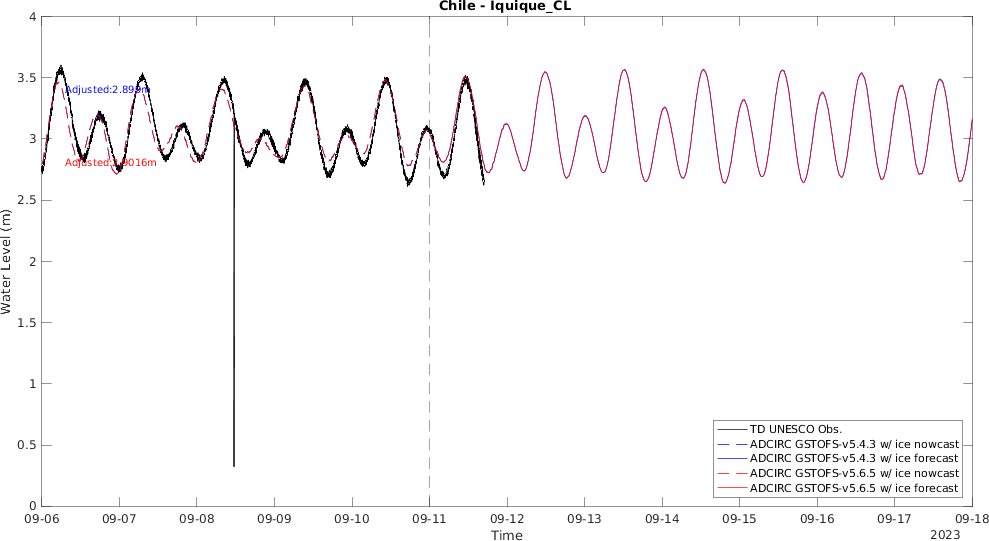 Chile - Iquique_CL
4
3.5
3
2.5
2
1.5
1
0.5
0
Water Level (m)
Adjusted:2.899m
TD UNESCO Obs.
ADCIRC GSTOFS-v5.4.3 w/ ice nowcast
ADCIRC GSTOFS-v5.4.3 w/ ice forecast
ADCIRC GSTOFS-v5.6.5 w/ ice nowcast
ADCIRC GSTOFS-v5.6.5 w/ ice forecast
09-06 09-07 09-08 09-09 09-10 09-11 09-12 09-13 09-14 09-15 09-16 09-17 09-18
Time
2023